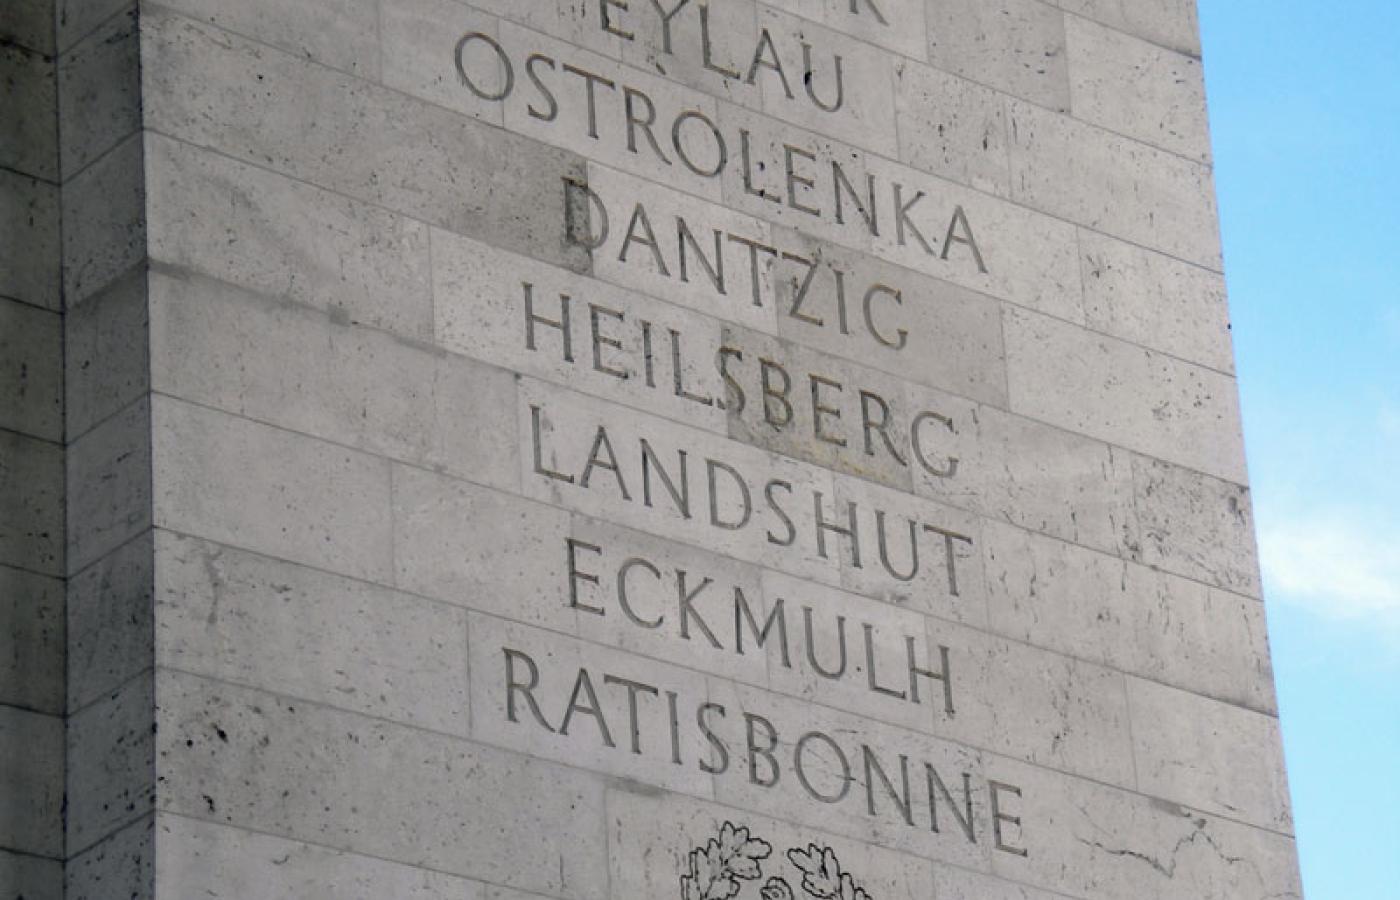 EYLAU
OSTROLENKA
DANTZIG
HEILSBERG
LANDSHUT
ECKMULH
RATISBONNE